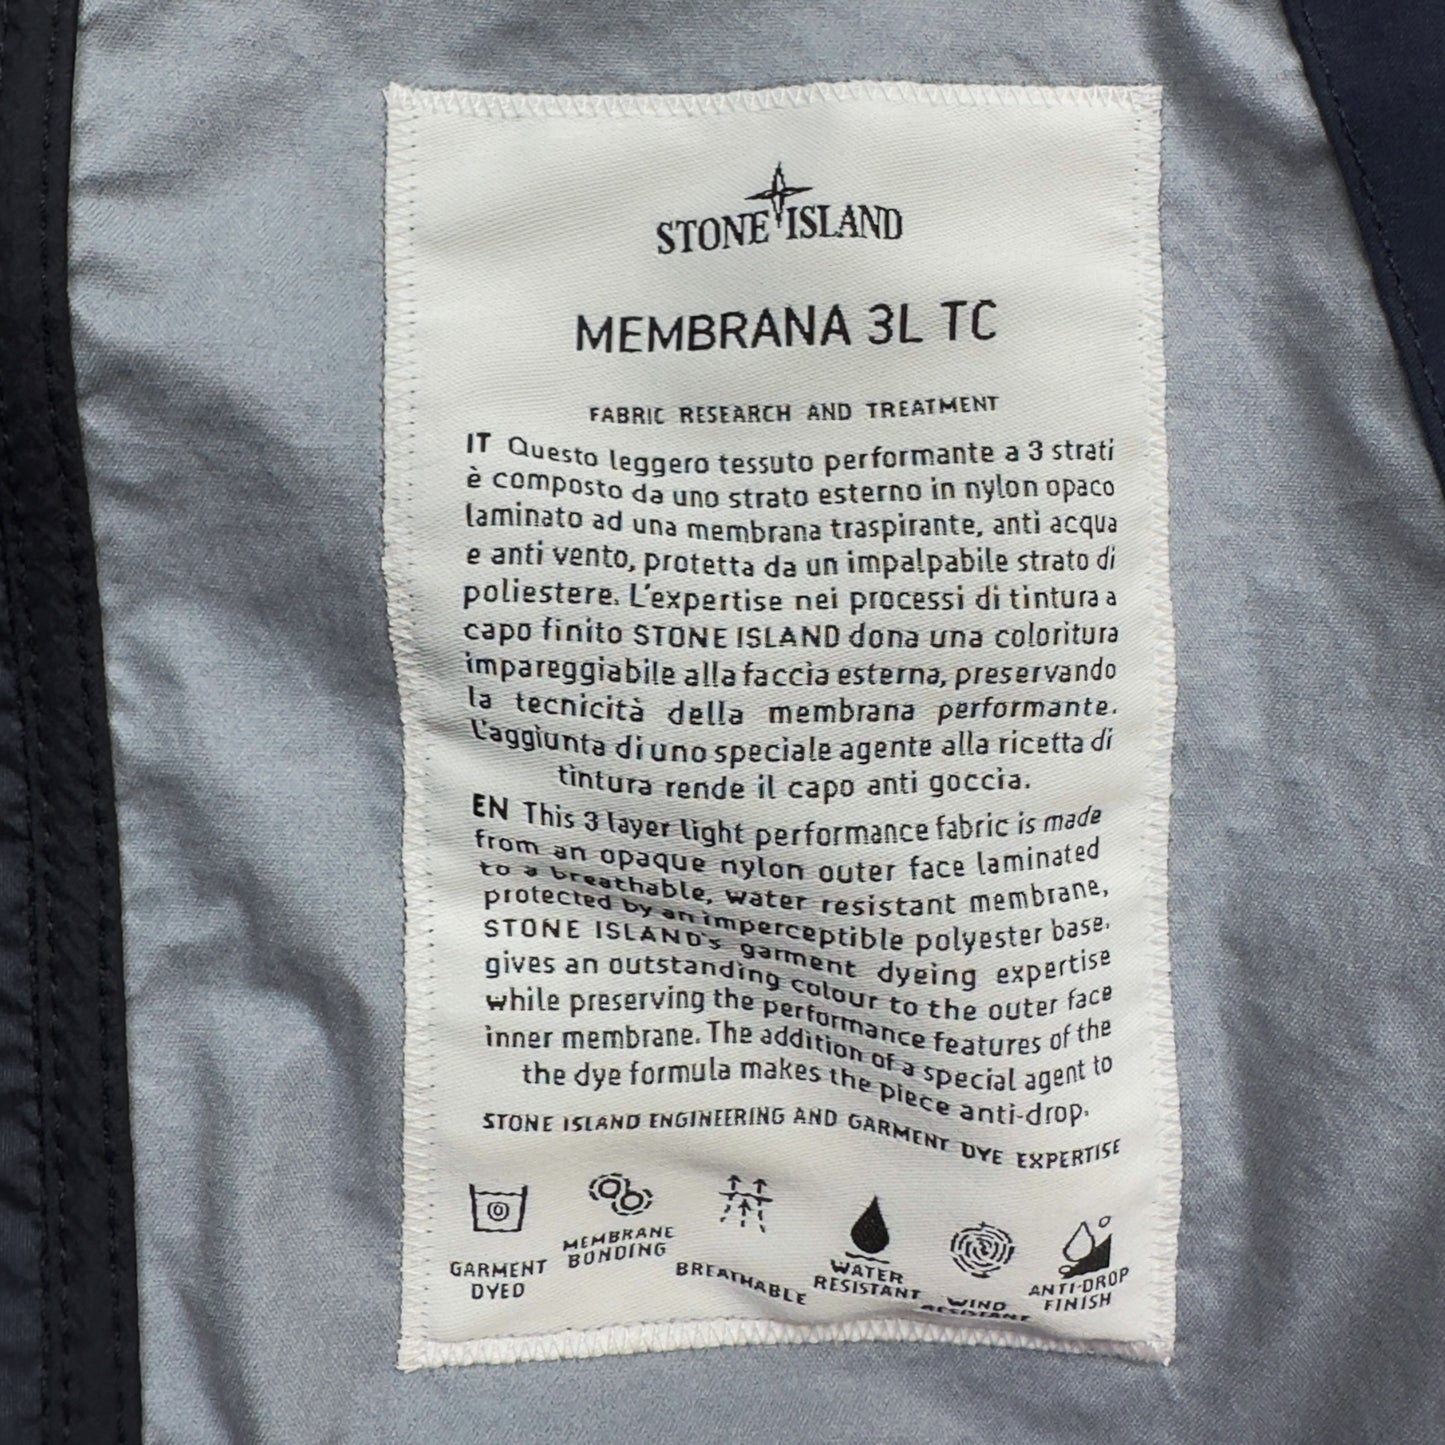 STONE ISLAND
MEMBRANA 3L TC
FABRIC RESEARCH AND TREATMENT
IT Questo leggero tessuto performante a 3 strati
è composto da uno strato esterno in nylon opaco
laminato ad una membrana traspirante, anti acqua
e anti vento, protetta da un impalpabile strato di
poliestere. L'expertise nei processi di tintura a
capo finito STONE ISLAND dona una coloritura
impareggiabile alla faccia esterna, preservando
la tecnicità della membrana performante.
L'aggiunta di uno speciale agente alla ricetta di
tintura rende il capo anti goccia.
EN This 3 layer light performance fabric is made
from an opaque nylon outer face laminated
to a breathable, water resistant membrane,
protected by an imperceptible polyester base.
STONE ISLAND's garment dyeing expertise
gives an outstanding colour to the outer face
while preserving the performance features of the
inner membrane. The addition of a special agent to
the dye formula makes the piece anti-drop.
STONE ISLAND ENGINEERING AND GARMENT DYE EXPERTISE
GARMENT
DYED
MEMBRANE
BONDING
BREATHABLE
WATER
RESISTANT
WIND
RESISTANT
ANTI-DROP
FINISH